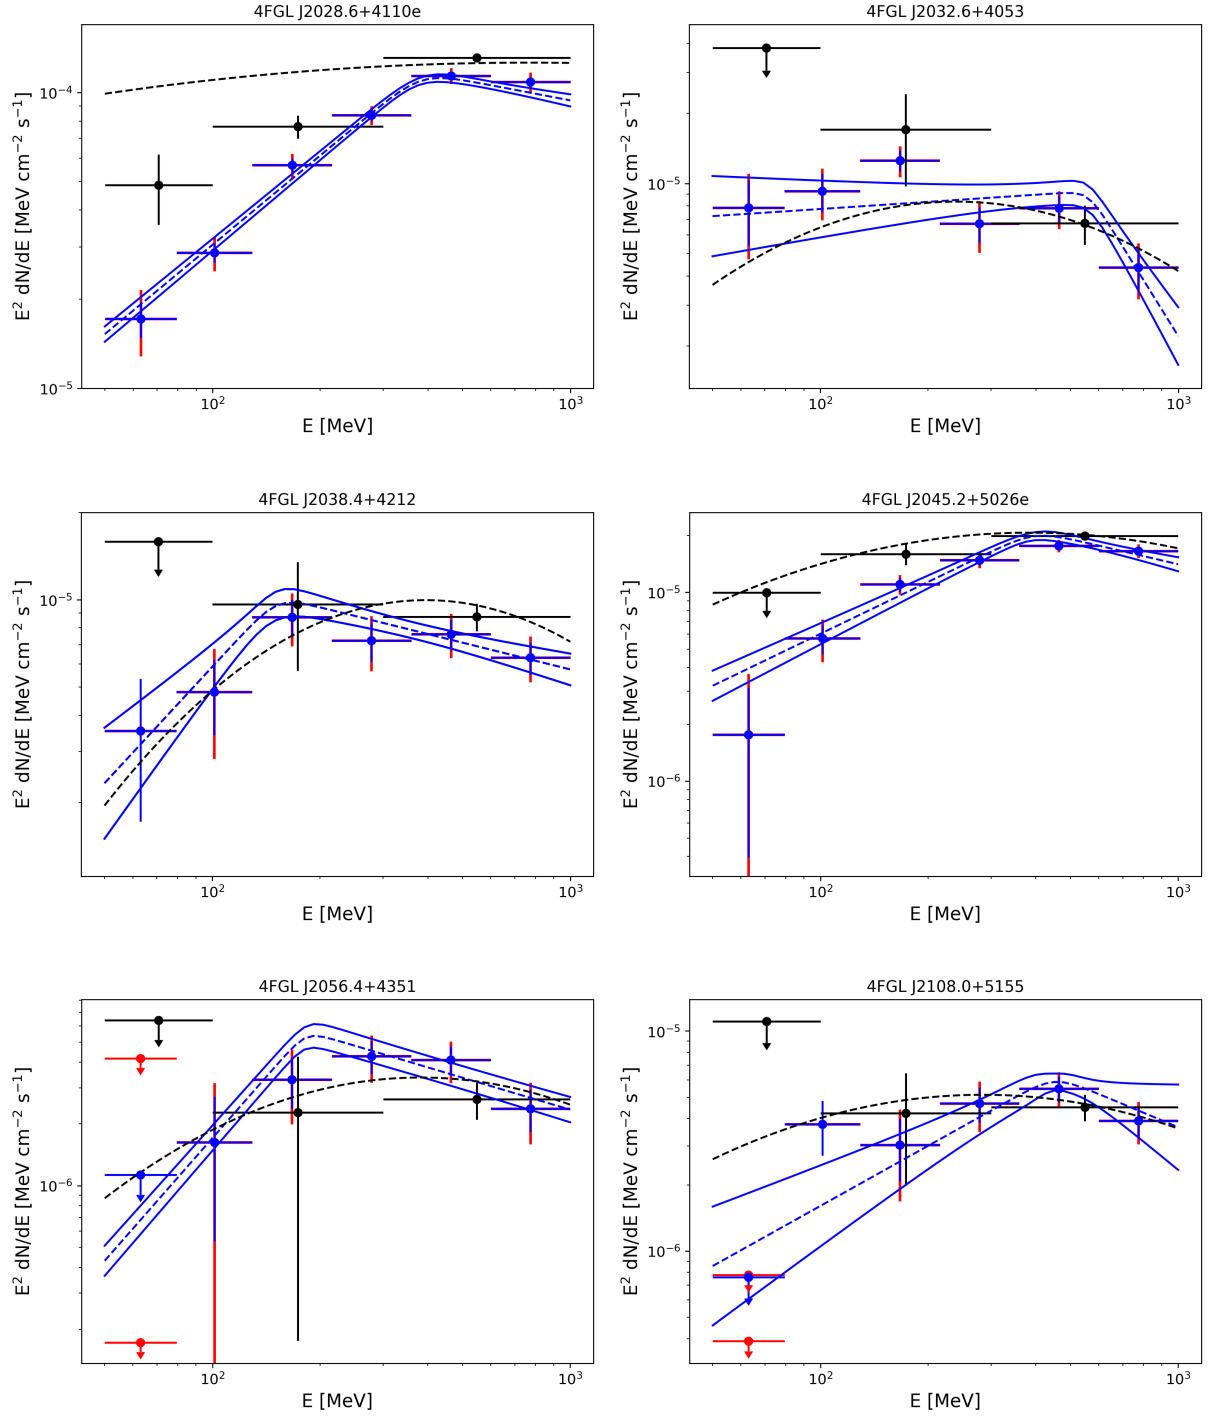 4FGL J2028.6+4110e
E² dN/dE [MeV cm⁻² s⁻¹]
10⁻⁴
10⁻⁵
10²
10³
E [MeV]
4FGL J2032.6+4053
E² dN/dE [MeV cm⁻² s⁻¹]
10⁻⁵
10²
10³
E [MeV]
4FGL J2038.4+4212
E² dN/dE [MeV cm⁻² s⁻¹]
10⁻⁵
10²
10³
E [MeV]
4FGL J2045.2+5026e
E² dN/dE [MeV cm⁻² s⁻¹]
10⁻⁵
10⁻⁶
10²
10³
E [MeV]
4FGL J2056.4+4351
E² dN/dE [MeV cm⁻² s⁻¹]
10⁻⁶
10²
10³
E [MeV]
4FGL J2108.0+5155
E² dN/dE [MeV cm⁻² s⁻¹]
10⁻⁵
10⁻⁶
10²
10³
E [MeV]